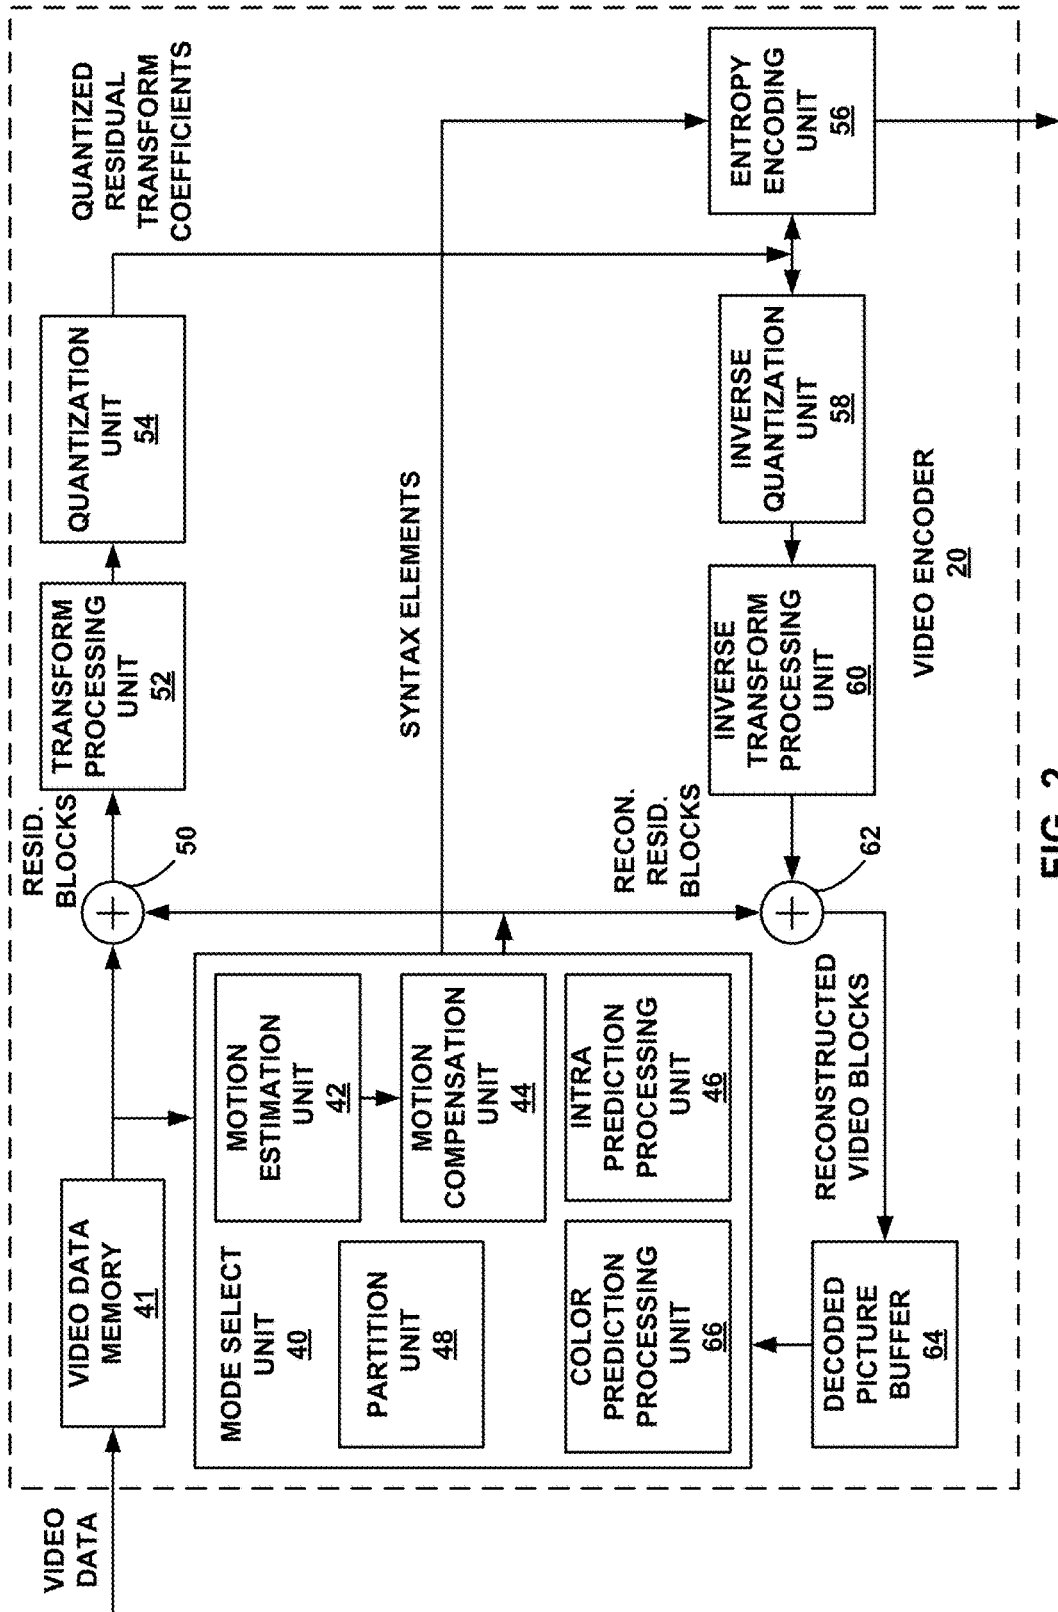 VIDEO
DATA
VIDEO DATA
MEMORY
41
MODE SELECT
UNIT
40
PARTITION
UNIT
48
MOTION
ESTIMATION
UNIT
42
MOTION
COMPENSATION
UNIT
44
COLOR
PREDICTION
PROCESSING
UNIT
66
INTRA
PREDICTION
PROCESSING
UNIT
46
DECODED
PICTURE
BUFFER
64
RECONSTRUCTED
VIDEO BLOCKS
RESID.
BLOCKS
50
TRANSFORM
PROCESSING
UNIT
52
QUANTIZATION
UNIT
54
QUANTIZED
RESIDUAL
TRANSFORM
COEFFICIENTS
SYNTAX ELEMENTS
RECON.
RESID.
BLOCKS
62
INVERSE
TRANSFORM
PROCESSING
UNIT
60
INVERSE
QUANTIZATION
UNIT
58
ENTROPY
ENCODING
UNIT
56
VIDEO ENCODER
20
FIG. 2